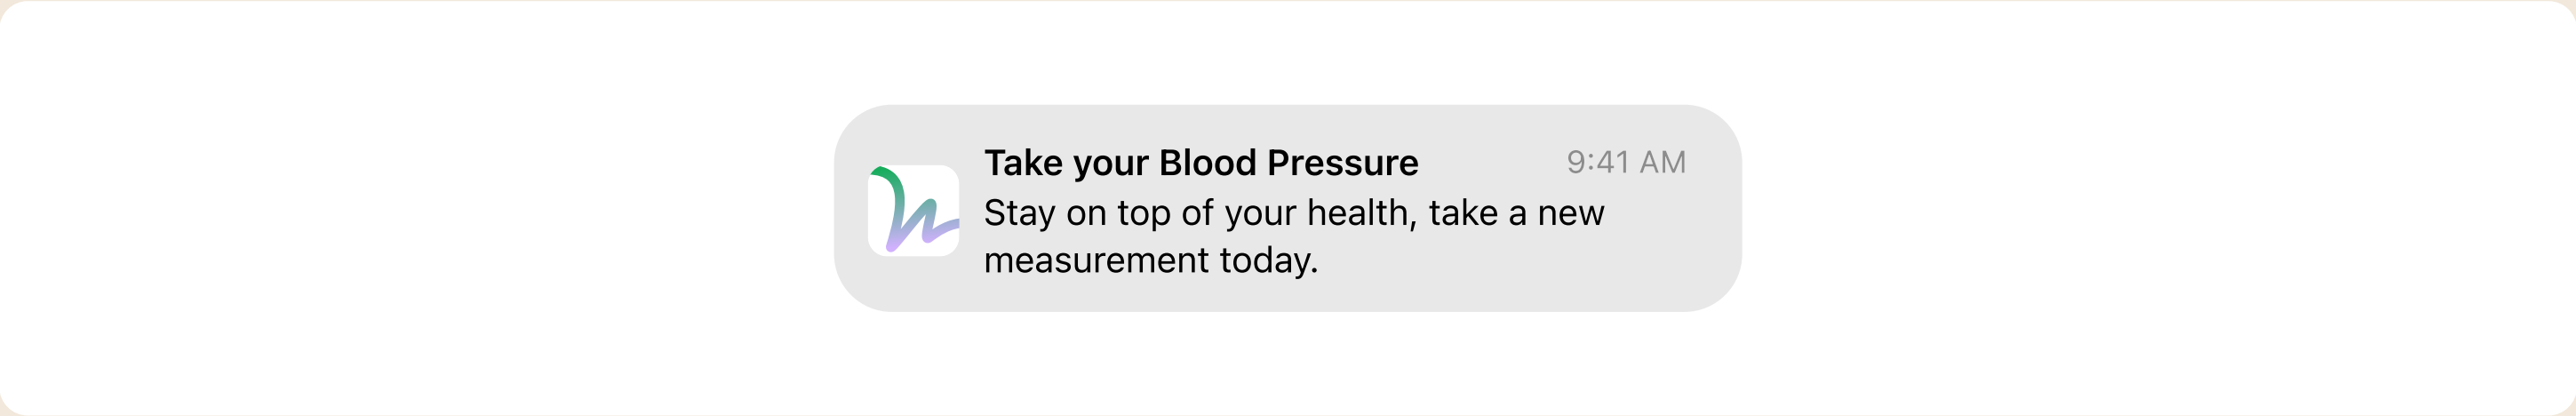 Take your Blood Pressure 9:41 AM
Stay on top of your health, take a new
measurement today.